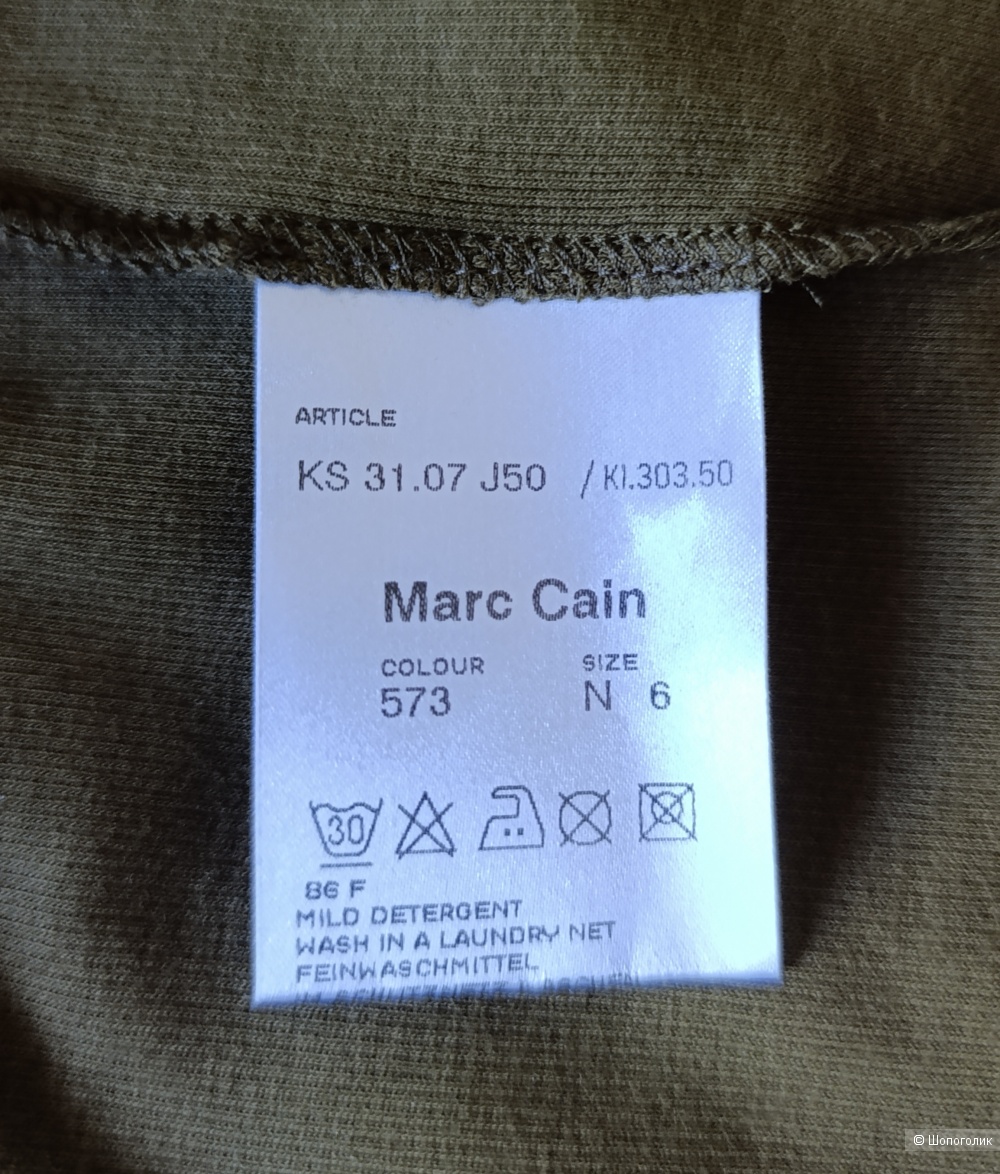 ARTICLE
KS 31.07 J50 / Kl.303.50
Marc Cain
COLOUR SIZE
573 N 6
30
86 F
MILD DETERGENT
WASH IN A LAUNDRY NET
FEINWASCHMITTEL
© Шопоголик